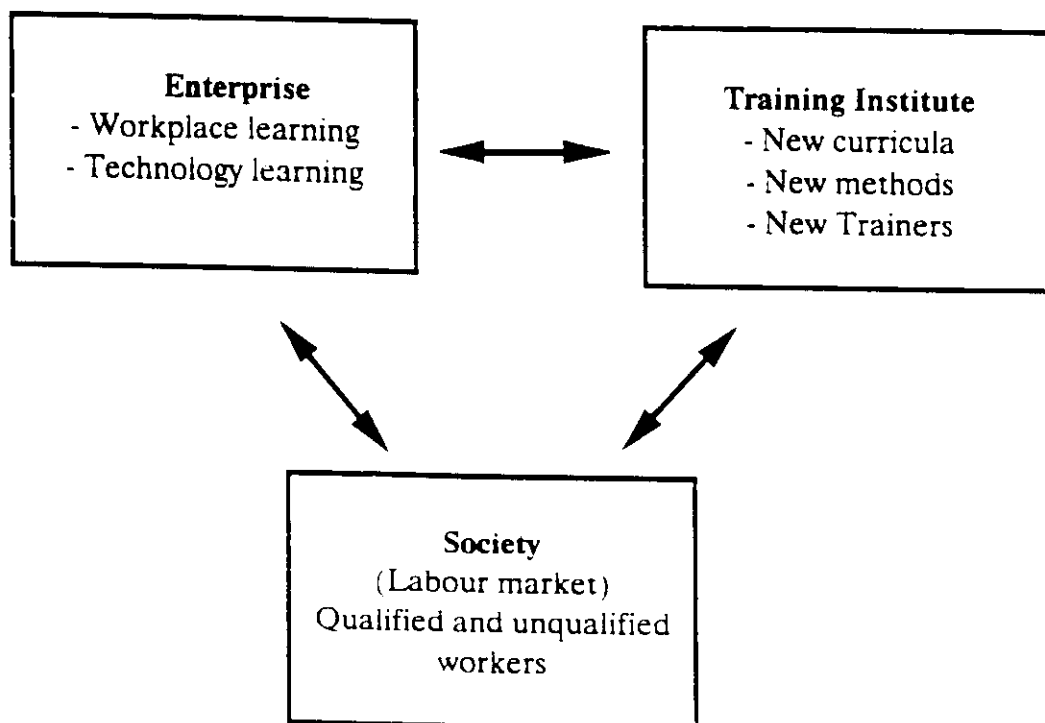 Enterprise
- Workplace learning
- Technology learning
Training Institute
- New curricula
- New methods
- New Trainers
Society
(Labour market)
Qualified and unqualified
workers